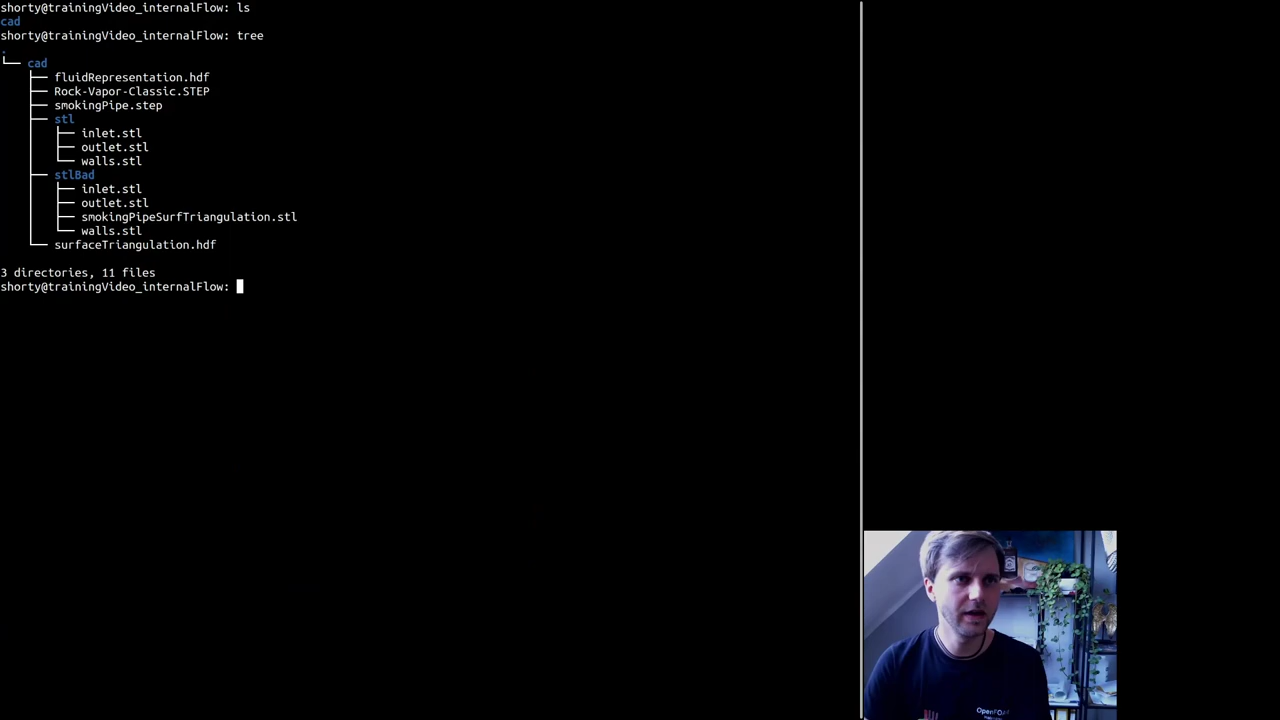 shorty@trainingVideo_internalFlow: ls
cad
shorty@trainingVideo_internalFlow: tree
.
└── cad
    ├── fluidRepresentation.hdf
    ├── Rock-Vapor-Classic.STEP
    ├── smokingPipe.step
    ├── stl
    │   ├── inlet.stl
    │   ├── outlet.stl
    │   └── walls.stl
    ├── stlBad
    │   ├── inlet.stl
    │   ├── outlet.stl
    │   ├── smokingPipeSurfTriangulation.stl
    │   └── walls.stl
    └── surfaceTriangulation.hdf
3 directories, 11 files
shorty@trainingVideo_internalFlow: